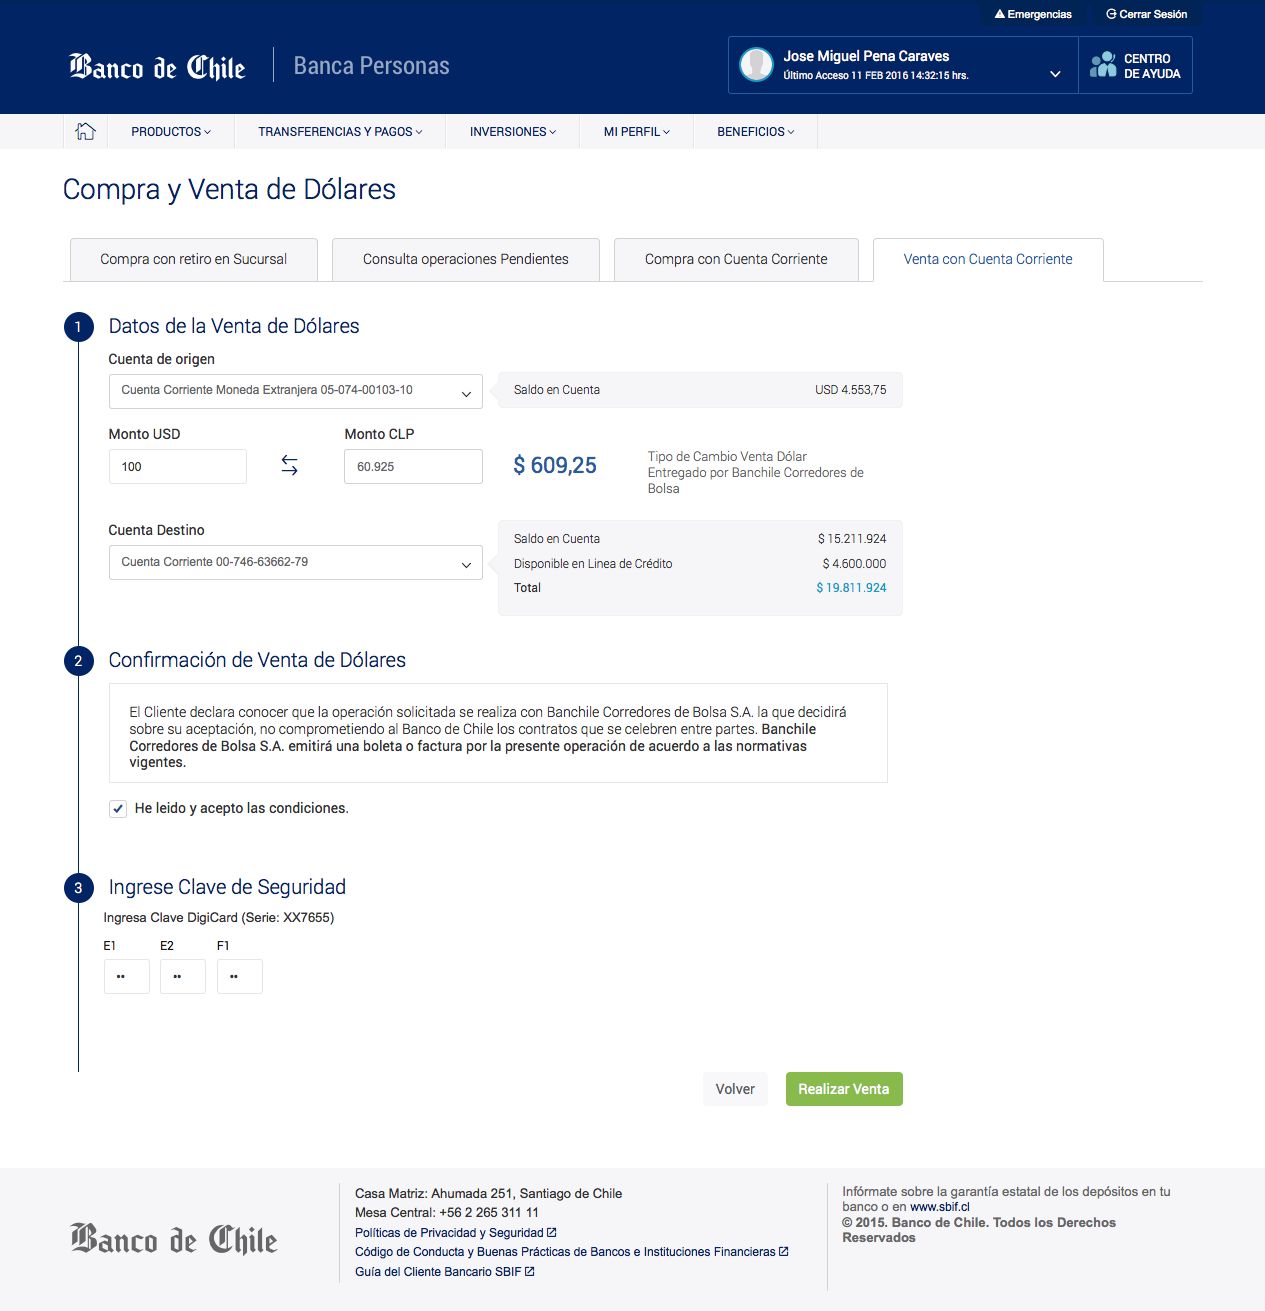 Emergencias
Cerrar Sesión
Banco de Chile
Banca Personas
Jose Miguel Pena Caraves
Último Acceso 11 FEB 2016 14:32:15 hrs.
CENTRO
DE AYUDA
PRODUCTOS
TRANSFERENCIAS Y PAGOS
INVERSIONES
MI PERFIL
BENEFICIOS
Compra y Venta de Dólares
Compra con retiro en Sucursal
Consulta operaciones Pendientes
Compra con Cuenta Corriente
Venta con Cuenta Corriente
1 Datos de la Venta de Dólares
Cuenta de origen
Cuenta Corriente Moneda Extranjera 05-074-00103-10
Saldo en Cuenta USD 4.553,75
Monto USD
Monto CLP
100
60.925
$ 609,25
Tipo de Cambio Venta Dólar
Entregado por Banchile Corredores de
Bolsa
Cuenta Destino
Cuenta Corriente 00-746-63662-79
Saldo en Cuenta $ 15.211.924
Disponible en Linea de Crédito $ 4.600.000
Total $ 19.811.924
2 Confirmación de Venta de Dólares
El Cliente declara conocer que la operación solicitada se realiza con Banchile Corredores de Bolsa S.A. la que decidirá
sobre su aceptación, no comprometiendo al Banco de Chile los contratos que se celebren entre partes. Banchile
Corredores de Bolsa S.A. emitirá una boleta o factura por la presente operación de acuerdo a las normativas
vigentes.
He leido y acepto las condiciones.
3 Ingrese Clave de Seguridad
Ingresa Clave DigiCard (Serie: XX7655)
E1 E2 F1
•• •• ••
Volver
Realizar Venta
Banco de Chile
Casa Matriz: Ahumada 251, Santiago de Chile
Mesa Central: +56 2 265 311 11
Políticas de Privacidad y Seguridad
Código de Conducta y Buenas Prácticas de Bancos e Instituciones Financieras
Guía del Cliente Bancario SBIF
Infórmate sobre la garantía estatal de los depósitos en tu
banco o en www.sbif.cl
© 2015. Banco de Chile. Todos los Derechos
Reservados